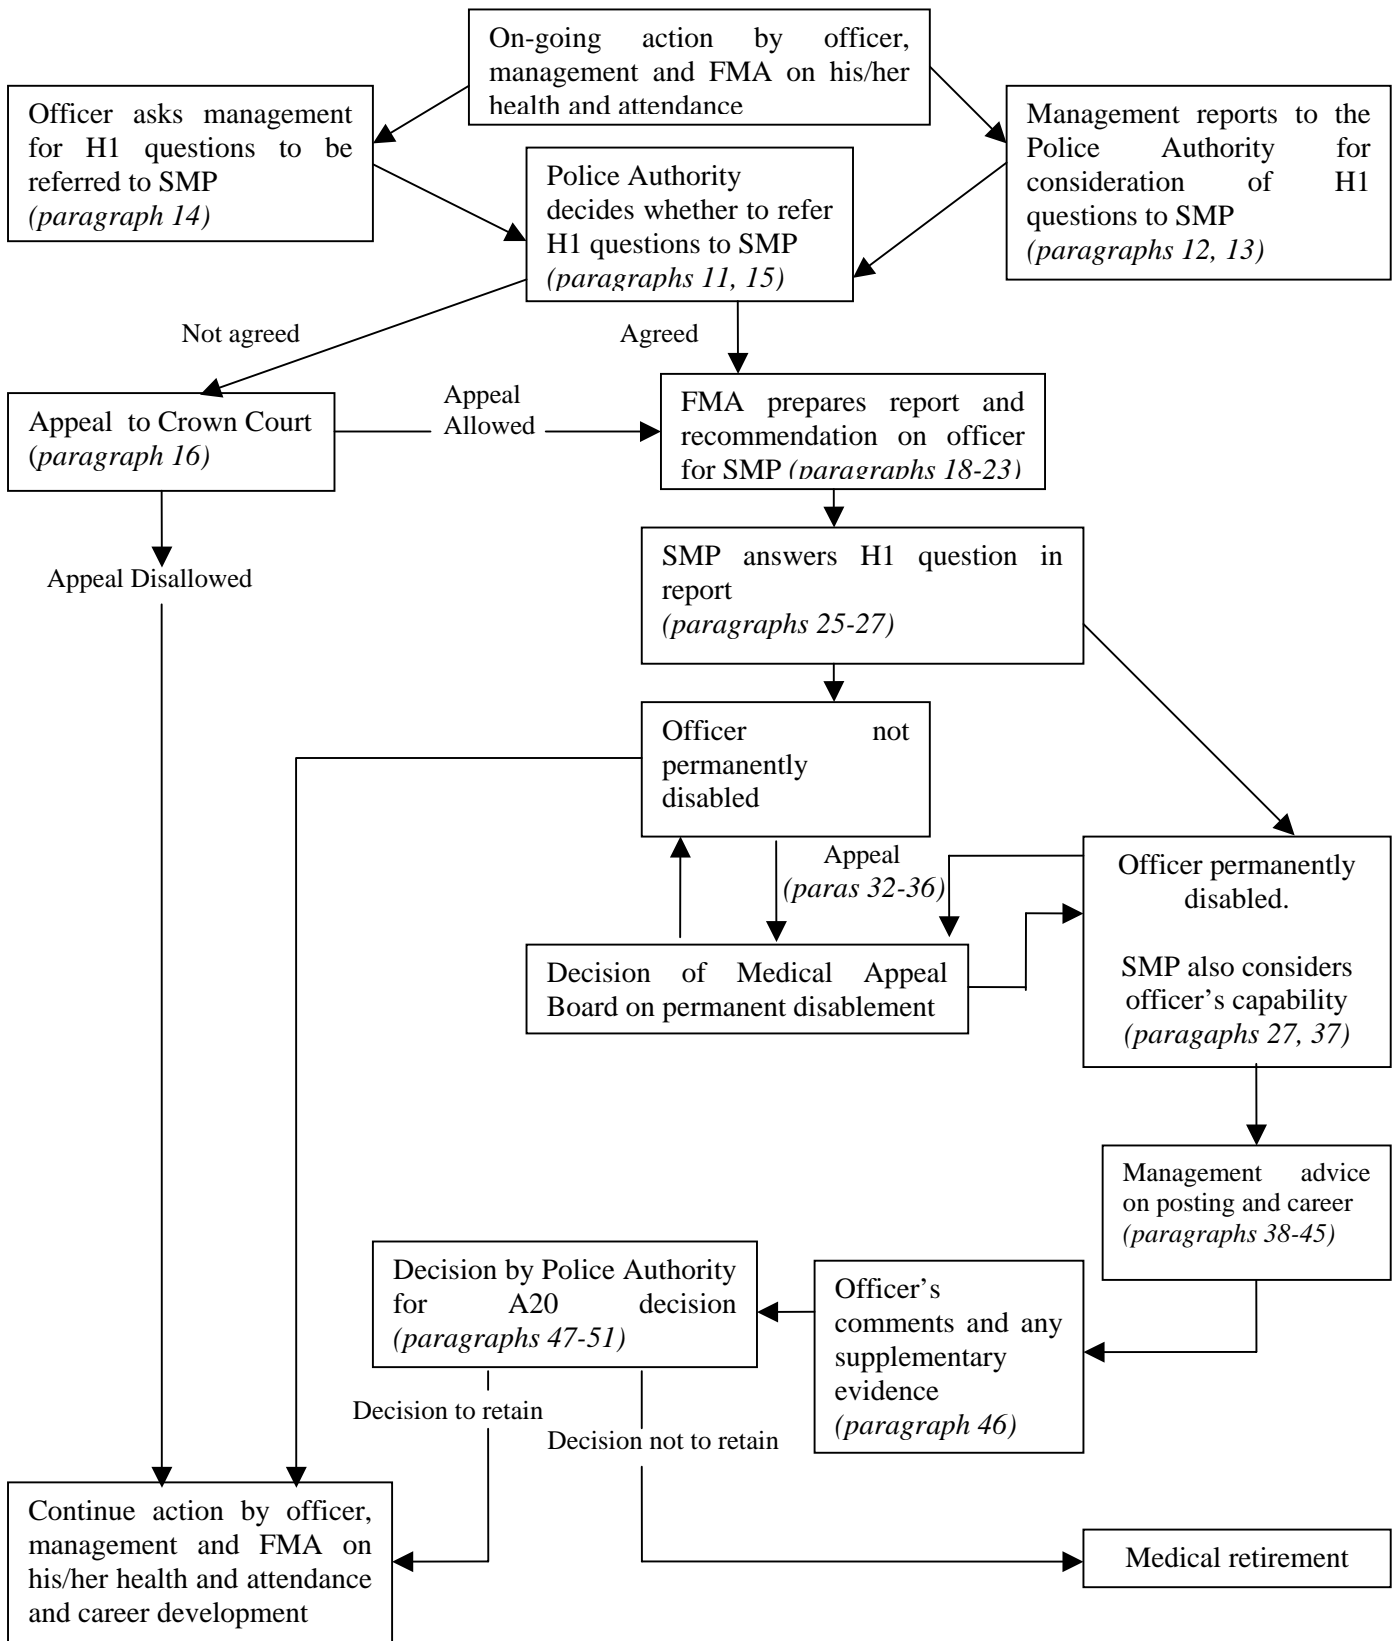 On-going action by officer,
management and FMA on his/her
health and attendance
Officer asks management
for H1 questions to be
referred to SMP
(paragraph 14)
Management reports to the
Police Authority for
consideration of H1
questions to SMP
(paragraphs 12, 13)
Police Authority
decides whether to refer
H1 questions to SMP
(paragraphs 11, 15)
Not agreed
Agreed
Appeal to Crown Court
(paragraph 16)
Appeal
Allowed
FMA prepares report and
recommendation on officer
for SMP (paragraphs 18-23)
Appeal Disallowed
SMP answers H1 question in
report
(paragraphs 25-27)
Officer not
permanently
disabled
Appeal
(paras 32-36)
Officer permanently
disabled.
SMP also considers
officer’s capability
(paragaphs 27, 37)
Decision of Medical Appeal
Board on permanent disablement
Management advice
on posting and career
(paragraphs 38-45)
Officer’s
comments and any
supplementary
evidence
(paragraph 46)
Decision by Police Authority
for A20 decision
(paragraphs 47-51)
Decision to retain
Decision not to retain
Continue action by officer,
management and FMA on
his/her health and attendance
and career development
Medical retirement